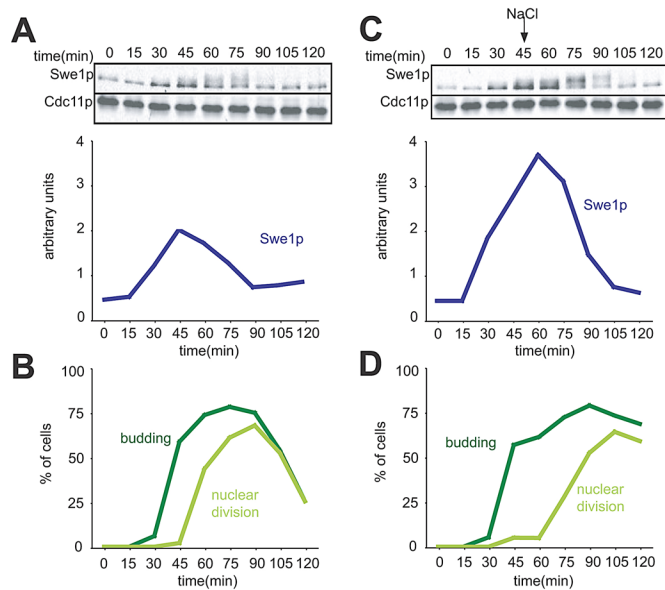 A
time(min) 0 15 30 45 60 75 90 105 120
Swe1p
Cdc11p
arbitrary units
4
3
2
1
0
Swe1p
0 15 30 45 60 75 90 105 120
time(min)
B
% of cells
100
75
50
25
0
budding
nuclear
division
0 15 30 45 60 75 90 105 120
time(min)
C
NaCl
time(min) 0 15 30 45 60 75 90 105 120
Swe1p
Cdc11p
arbitrary units
4
3
2
1
0
Swe1p
0 15 30 45 60 75 90 105 120
time(min)
D
% of cells
100
75
50
25
0
budding
nuclear
division
0 15 30 45 60 75 90 105 120
time(min)